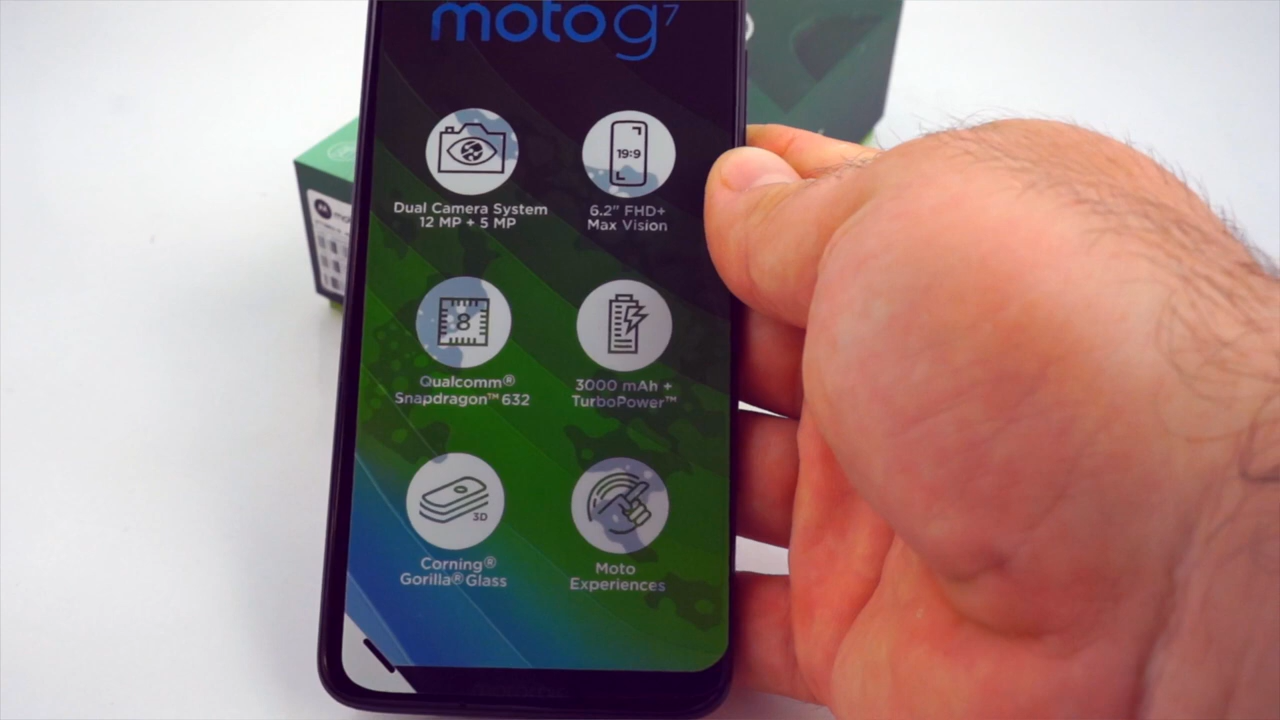 moto g7
19:9
Dual Camera System
12 MP + 5 MP
6.2" FHD+
Max Vision
8
Qualcomm®
Snapdragon™ 632
3000 mAh +
TurboPower™
3D
Corning®
Gorilla® Glass
Moto
Experiences